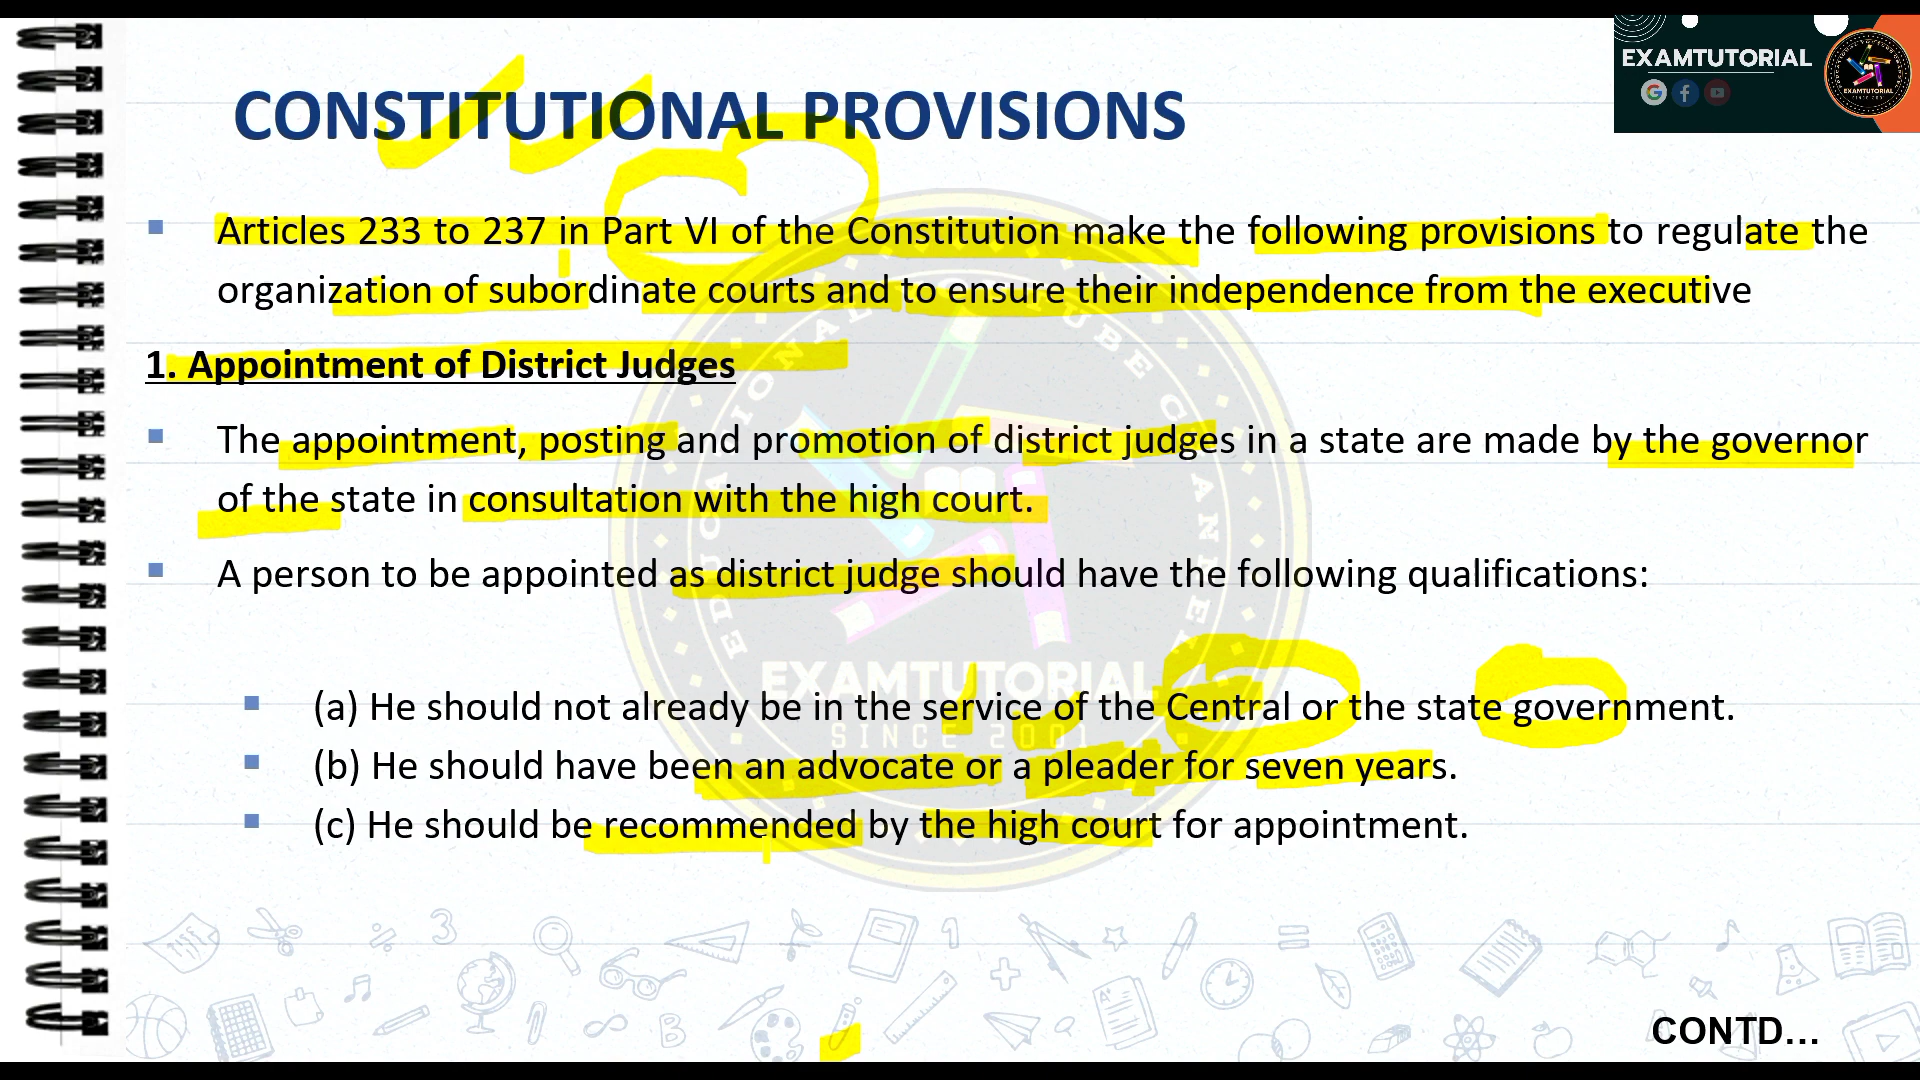 EXAMTUTORIAL
CONSTITUTIONAL PROVISIONS
Articles 233 to 237 in Part VI of the Constitution make the following provisions to regulate the
organization of subordinate courts and to ensure their independence from the executive
1. Appointment of District Judges
The appointment, posting and promotion of district judges in a state are made by the governor
of the state in consultation with the high court.
A person to be appointed as district judge should have the following qualifications:
(a) He should not already be in the service of the Central or the state government.
(b) He should have been an advocate or a pleader for seven years.
(c) He should be recommended by the high court for appointment.
EXAMTUTORIAL
SINCE 2001
CONTD...